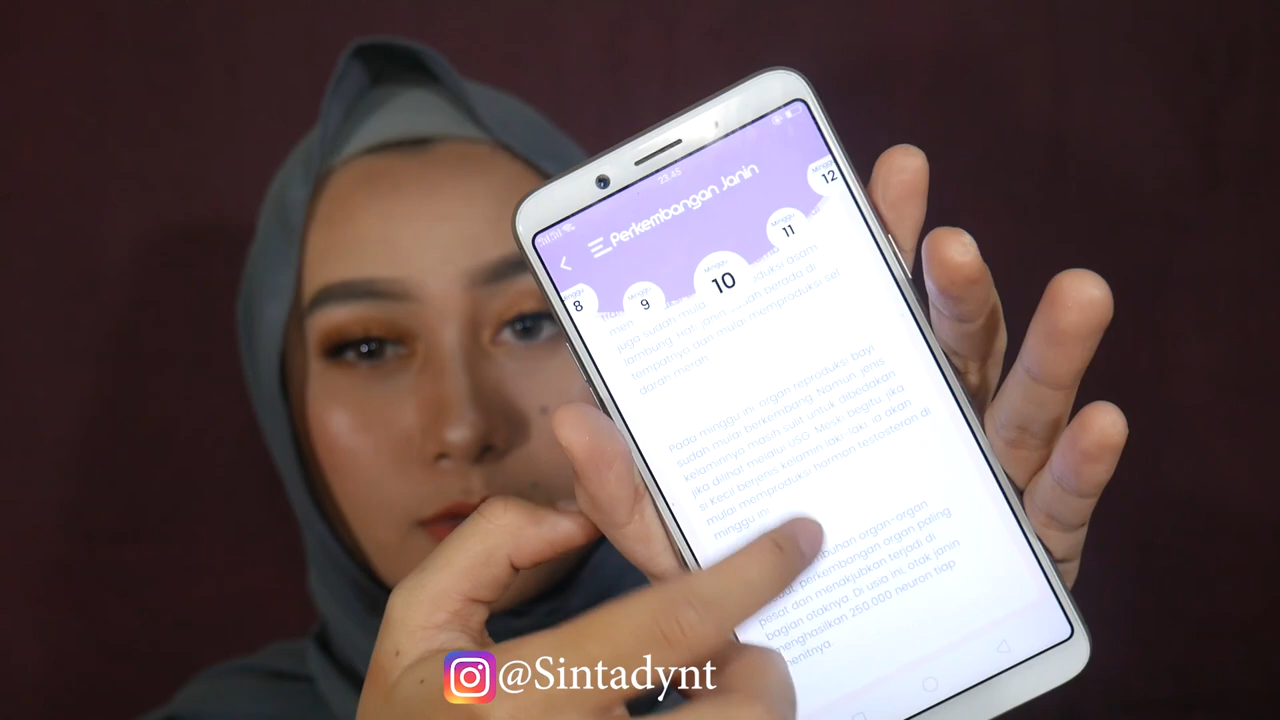 23.45
Perkembangan Janin
Minggu
8
Minggu
9
Minggu
10
Minggu
11
Minggu
12
asam
juga sudah mula berada di
lambung. Hati janin
tempatnya dan mulai memproduksi sel
darah merah.
Pada minggu ini, organ reproduksi bayi
sudah mulai berkembang. Namun, jenis
kelaminnya masih sulit untuk dibedakan
jika dilihat melalui USG. Meski begitu, jika
si Kecil berjenis kelamin laki-laki, ia akan
mulai memproduksi hormon testosteron di
minggu ini.
organ-organ
perkembangan organ paling
pesat dan menakjubkan terjadi di
bagian otaknya. Di usia ini, otak janin
menghasilkan 250.000 neuron tiap
menitnya.
@Sintadynt